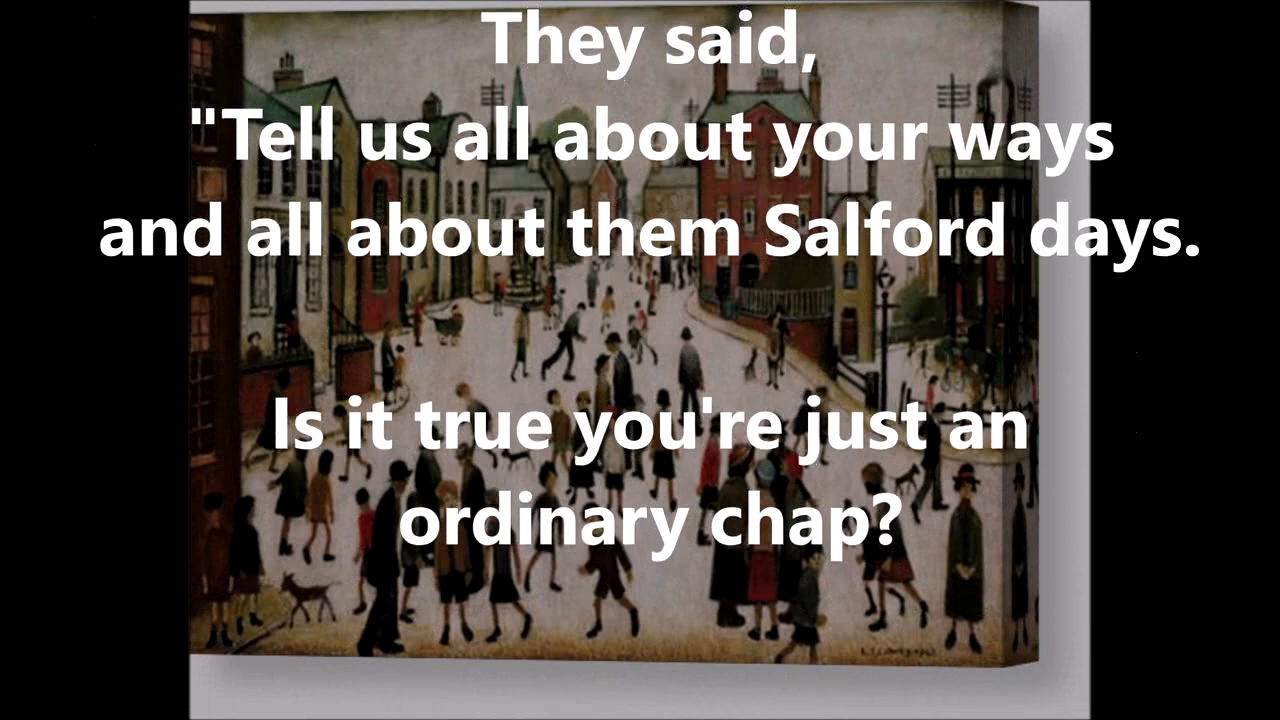 They said,
"Tell us all about your ways
and all about them Salford days.
Is it true you're just an
ordinary chap?